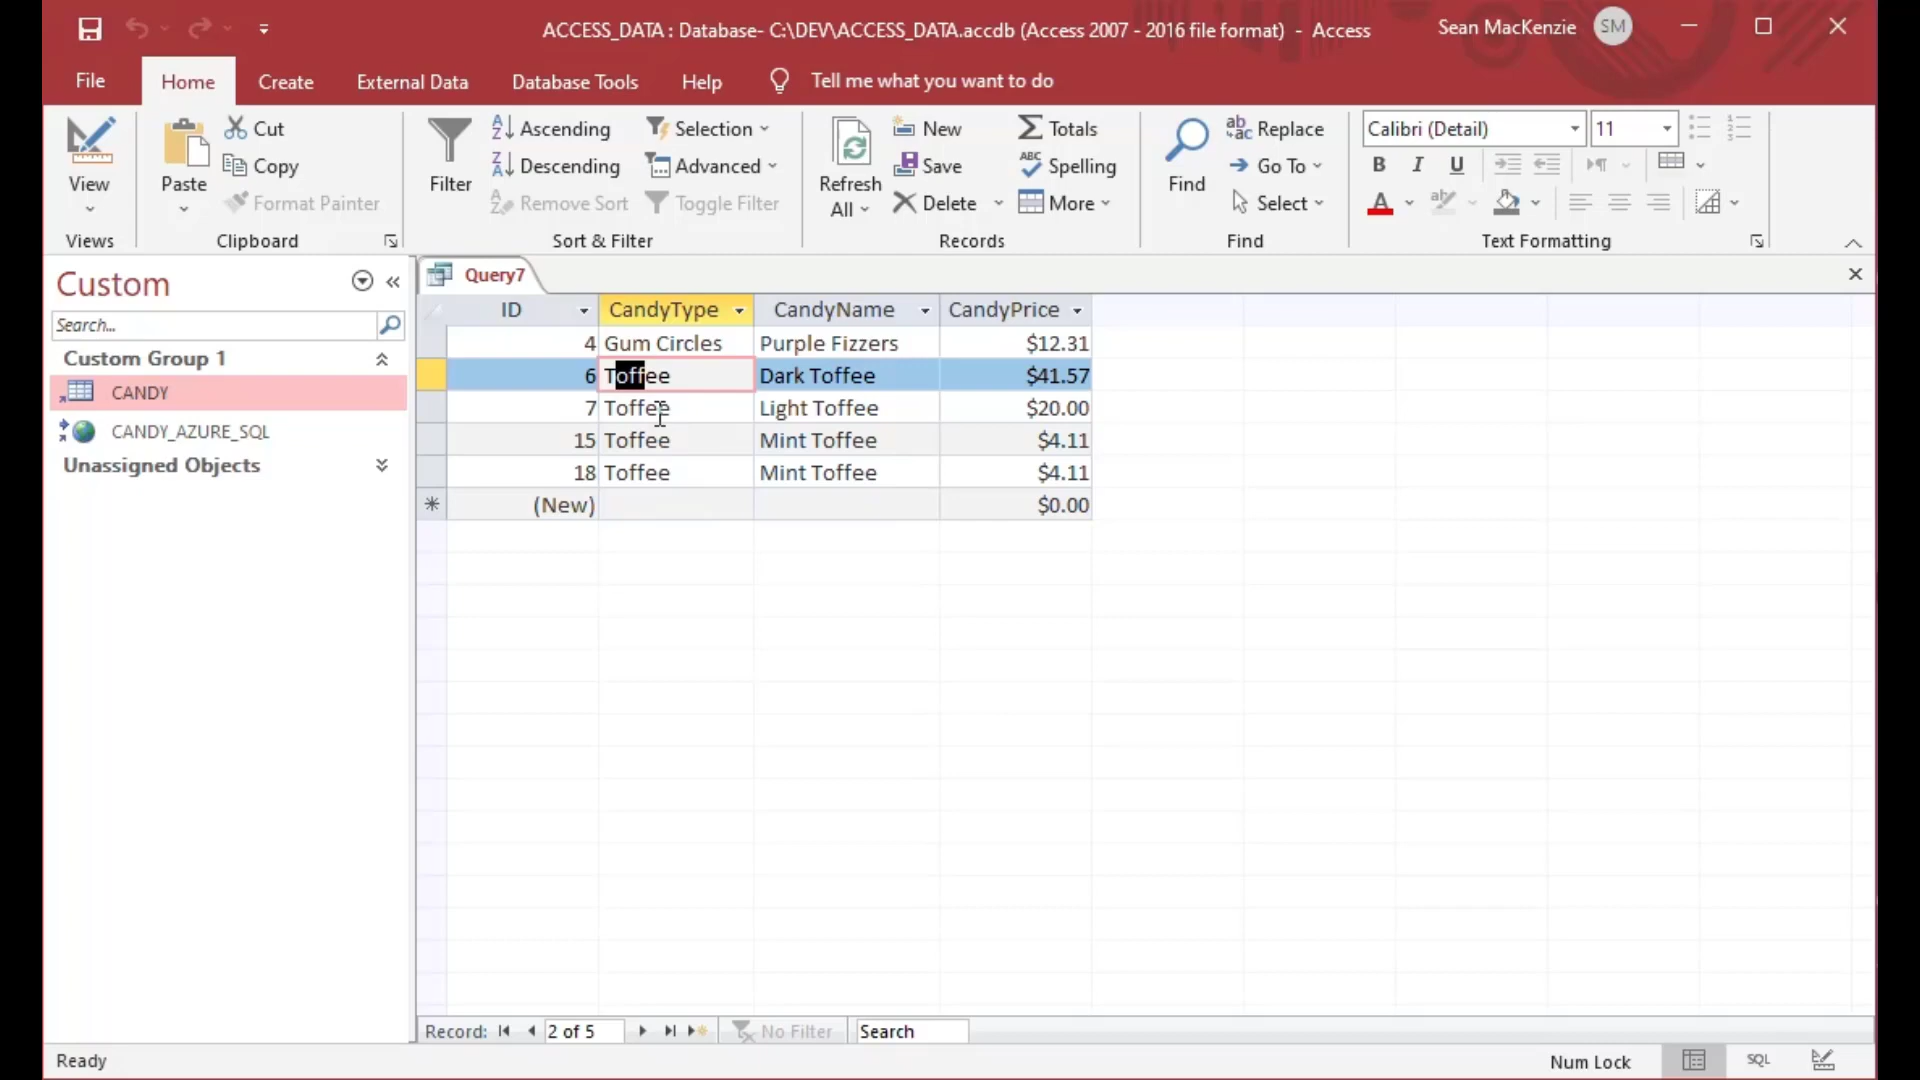 ACCESS_DATA : Database- C:\DEV\ACCESS_DATA.accdb (Access 2007 - 2016 file format) - Access
Sean MacKenzie SM
File Home Create External Data Database Tools Help Tell me what you want to do
View
Views
Paste
Cut
Copy
Format Painter
Clipboard
Filter
Ascending
Descending
Remove Sort
Selection
Advanced
Toggle Filter
Sort & Filter
Refresh
All
New
Save
Delete
Totals
Spelling
More
Records
Find
Replace
Go To
Select
Find
Calibri (Detail) 11
B I U
Text Formatting
Custom
Search...
Custom Group 1
CANDY
CANDY_AZURE_SQL
Unassigned Objects
Query7
ID CandyType CandyName CandyPrice
4 Gum Circles Purple Fizzers $12.31
6 Toffee Dark Toffee $41.57
7 Toffee Light Toffee $20.00
15 Toffee Mint Toffee $4.11
18 Toffee Mint Toffee $4.11
(New) $0.00
Record: 2 of 5 No Filter Search
Ready Num Lock SQL